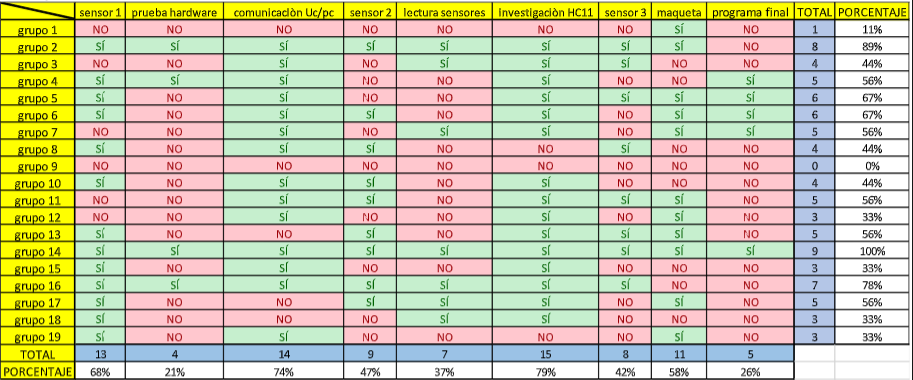 sensor 1 prueba hardware comunicaciòn Uc/pc sensor 2 lectura sensores investigaciòn HC11 sensor 3 maqueta programa final TOTAL PORCENTAJE
grupo 1 NO NO NO NO NO NO NO SÍ NO 1 11%
grupo 2 SÍ SÍ SÍ SÍ SÍ SÍ SÍ SÍ NO 8 89%
grupo 3 NO NO SÍ NO SÍ SÍ SÍ NO NO 4 44%
grupo 4 SÍ SÍ SÍ NO NO SÍ NO NO SÍ 5 56%
grupo 5 SÍ NO SÍ NO NO SÍ SÍ SÍ SÍ 6 67%
grupo 6 SÍ NO SÍ SÍ NO SÍ NO SÍ SÍ 6 67%
grupo 7 NO NO SÍ NO SÍ SÍ NO SÍ SÍ 5 56%
grupo 8 SÍ NO SÍ SÍ NO NO SÍ NO NO 4 44%
grupo 9 NO NO NO NO NO NO NO NO NO 0 0%
grupo 10 SÍ NO SÍ SÍ NO SÍ NO NO NO 4 44%
grupo 11 NO NO SÍ SÍ NO SÍ SÍ SÍ NO 5 56%
grupo 12 NO NO SÍ NO NO SÍ NO SÍ NO 3 33%
grupo 13 SÍ NO NO SÍ NO SÍ SÍ SÍ NO 5 56%
grupo 14 SÍ SÍ SÍ SÍ SÍ SÍ SÍ SÍ SÍ 9 100%
grupo 15 SÍ NO SÍ NO NO SÍ NO NO NO 3 33%
grupo 16 SÍ SÍ SÍ SÍ SÍ SÍ SÍ NO NO 7 78%
grupo 17 SÍ NO NO SÍ SÍ SÍ NO SÍ NO 5 56%
grupo 18 SÍ NO NO NO SÍ SÍ NO NO NO 3 33%
grupo 19 SÍ NO SÍ NO NO NO NO SÍ NO 3 33%
TOTAL 13 4 14 9 7 15 8 11 5
PORCENTAJE 68% 21% 74% 47% 37% 79% 42% 58% 26%